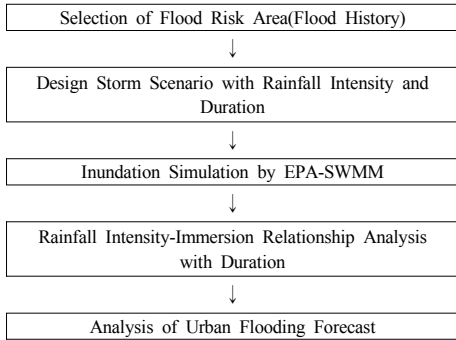 Selection of Flood Risk Area(Flood History)
↓
Design Storm Scenario with Rainfall Intensity and
Duration
↓
Inundation Simulation by EPA-SWMM
↓
Rainfall Intensity-Immersion Relationship Analysis
with Duration
↓
Analysis of Urban Flooding Forecast